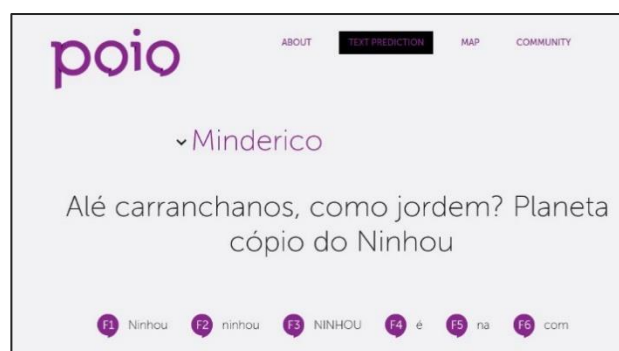 poio
ABOUT TEXT PREDICTION MAP COMMUNITY
Minderico
Alé carranchanos, como jordem? Planeta
cópio do Ninhou
F1 Ninhou F2 ninhou F3 NINHOU F4 é F5 na F6 com